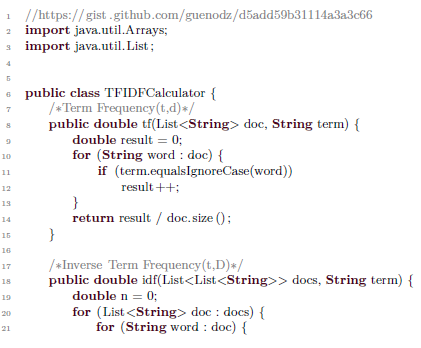 1 //https://gist.github.com/guenodz/d5add59b31114a3a3c66
2 import java.util.Arrays;
3 import java.util.List;
4
5
6 public class TFIDFCalculator {
7 /*Term Frequency(t,d)*/
8 public double tf(List<String> doc, String term) {
9 double result = 0;
10 for (String word : doc) {
11 if (term.equalsIgnoreCase(word))
12 result++;
13 }
14 return result / doc.size();
15 }
16
17 /*Inverse Term Frequency(t,D)*/
18 public double idf(List<List<String>> docs, String term) {
19 double n = 0;
20 for (List<String> doc : docs) {
21 for (String word : doc) {